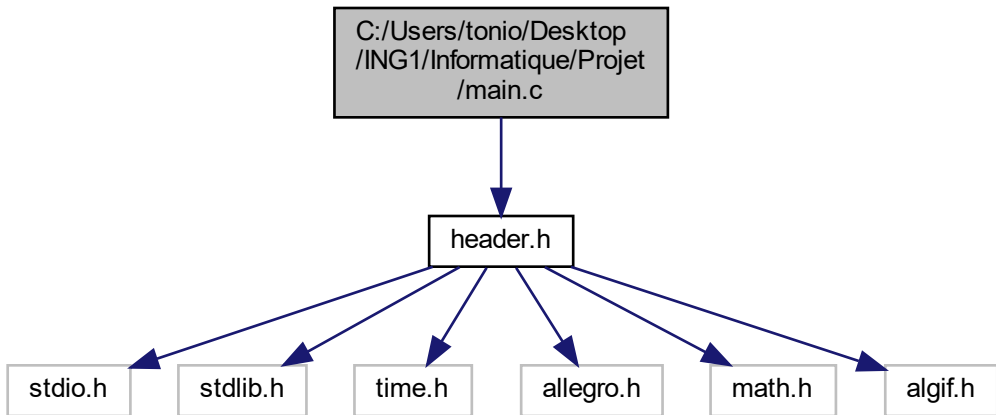 C:/Users/tonio/Desktop
/ING1/Informatique/Projet
/main.c
header.h
stdio.h
stdlib.h
time.h
allegro.h
math.h
algif.h